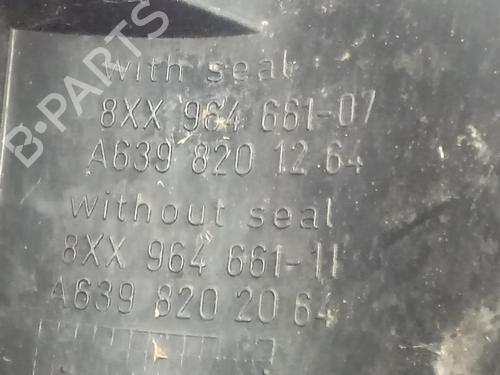 B-PARTS
with seal
8XX 964 661-07
A639 820 12 64
without seal
8XX 964 661-11
A639 820 20 64